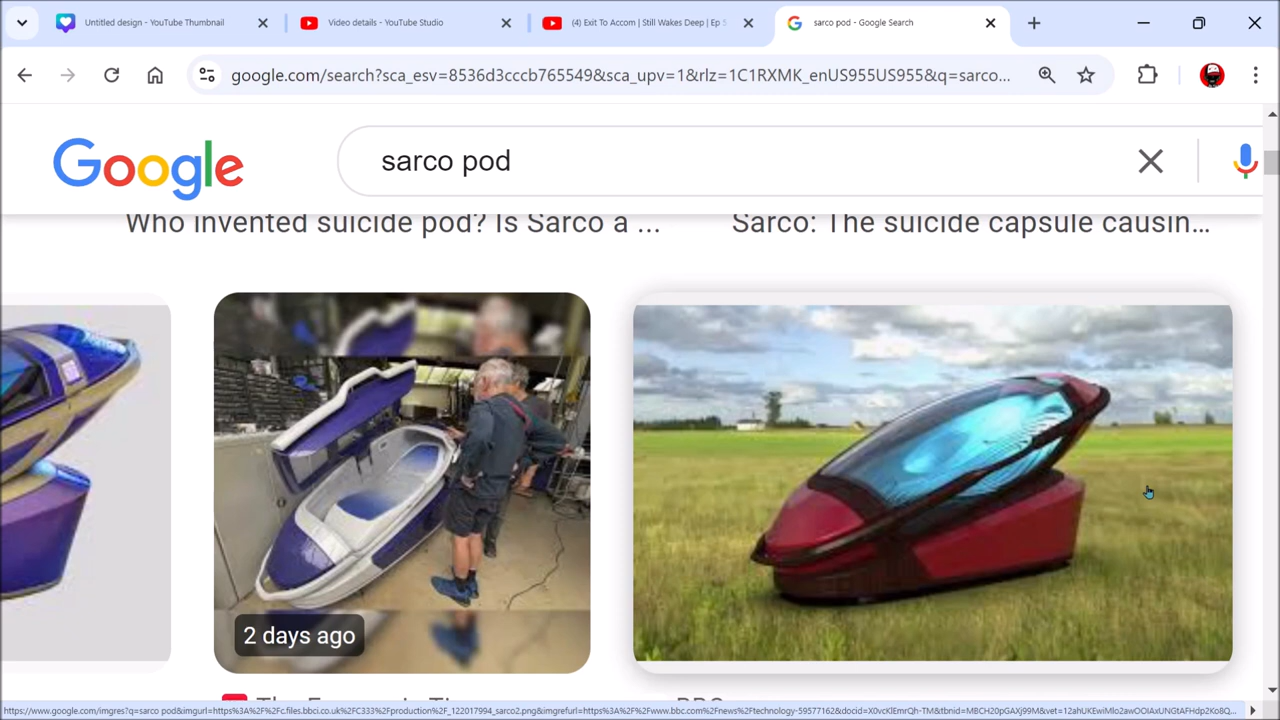 Untitled design - YouTube Thumbnail
Video details - YouTube Studio
(4) Exit To Accom | Still Wakes Deep | Ep
sarco pod - Google Search
google.com/search?sca_esv=8536d3cccb765549&sca_upv=1&rlz=1C1RXMK_enUS955US955&q=sarco...
Google
sarco pod
Who invented suicide pod? Is Sarco a ...
Sarco: The suicide capsule causin...
2 days ago
BBC